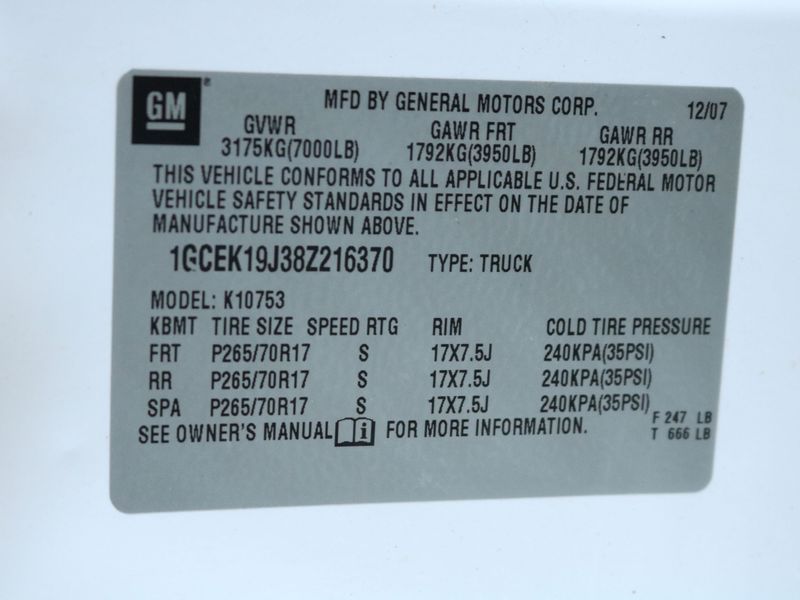 GM
MFD BY GENERAL MOTORS CORP. 12/07
GVWR GAWR FRT GAWR RR
3175KG(7000LB) 1792KG(3950LB) 1792KG(3950LB)
THIS VEHICLE CONFORMS TO ALL APPLICABLE U.S. FEDERAL MOTOR
VEHICLE SAFETY STANDARDS IN EFFECT ON THE DATE OF
MANUFACTURE SHOWN ABOVE.
1GCEK19J38Z216370 TYPE: TRUCK
MODEL: K10753
KBMT TIRE SIZE SPEED RTG RIM COLD TIRE PRESSURE
FRT P265/70R17 S 17X7.5J 240KPA(35PSI)
RR P265/70R17 S 17X7.5J 240KPA(35PSI)
SPA P265/70R17 S 17X7.5J 240KPA(35PSI)
F 247 LB
SEE OWNER'S MANUAL i FOR MORE INFORMATION.
T 666 LB